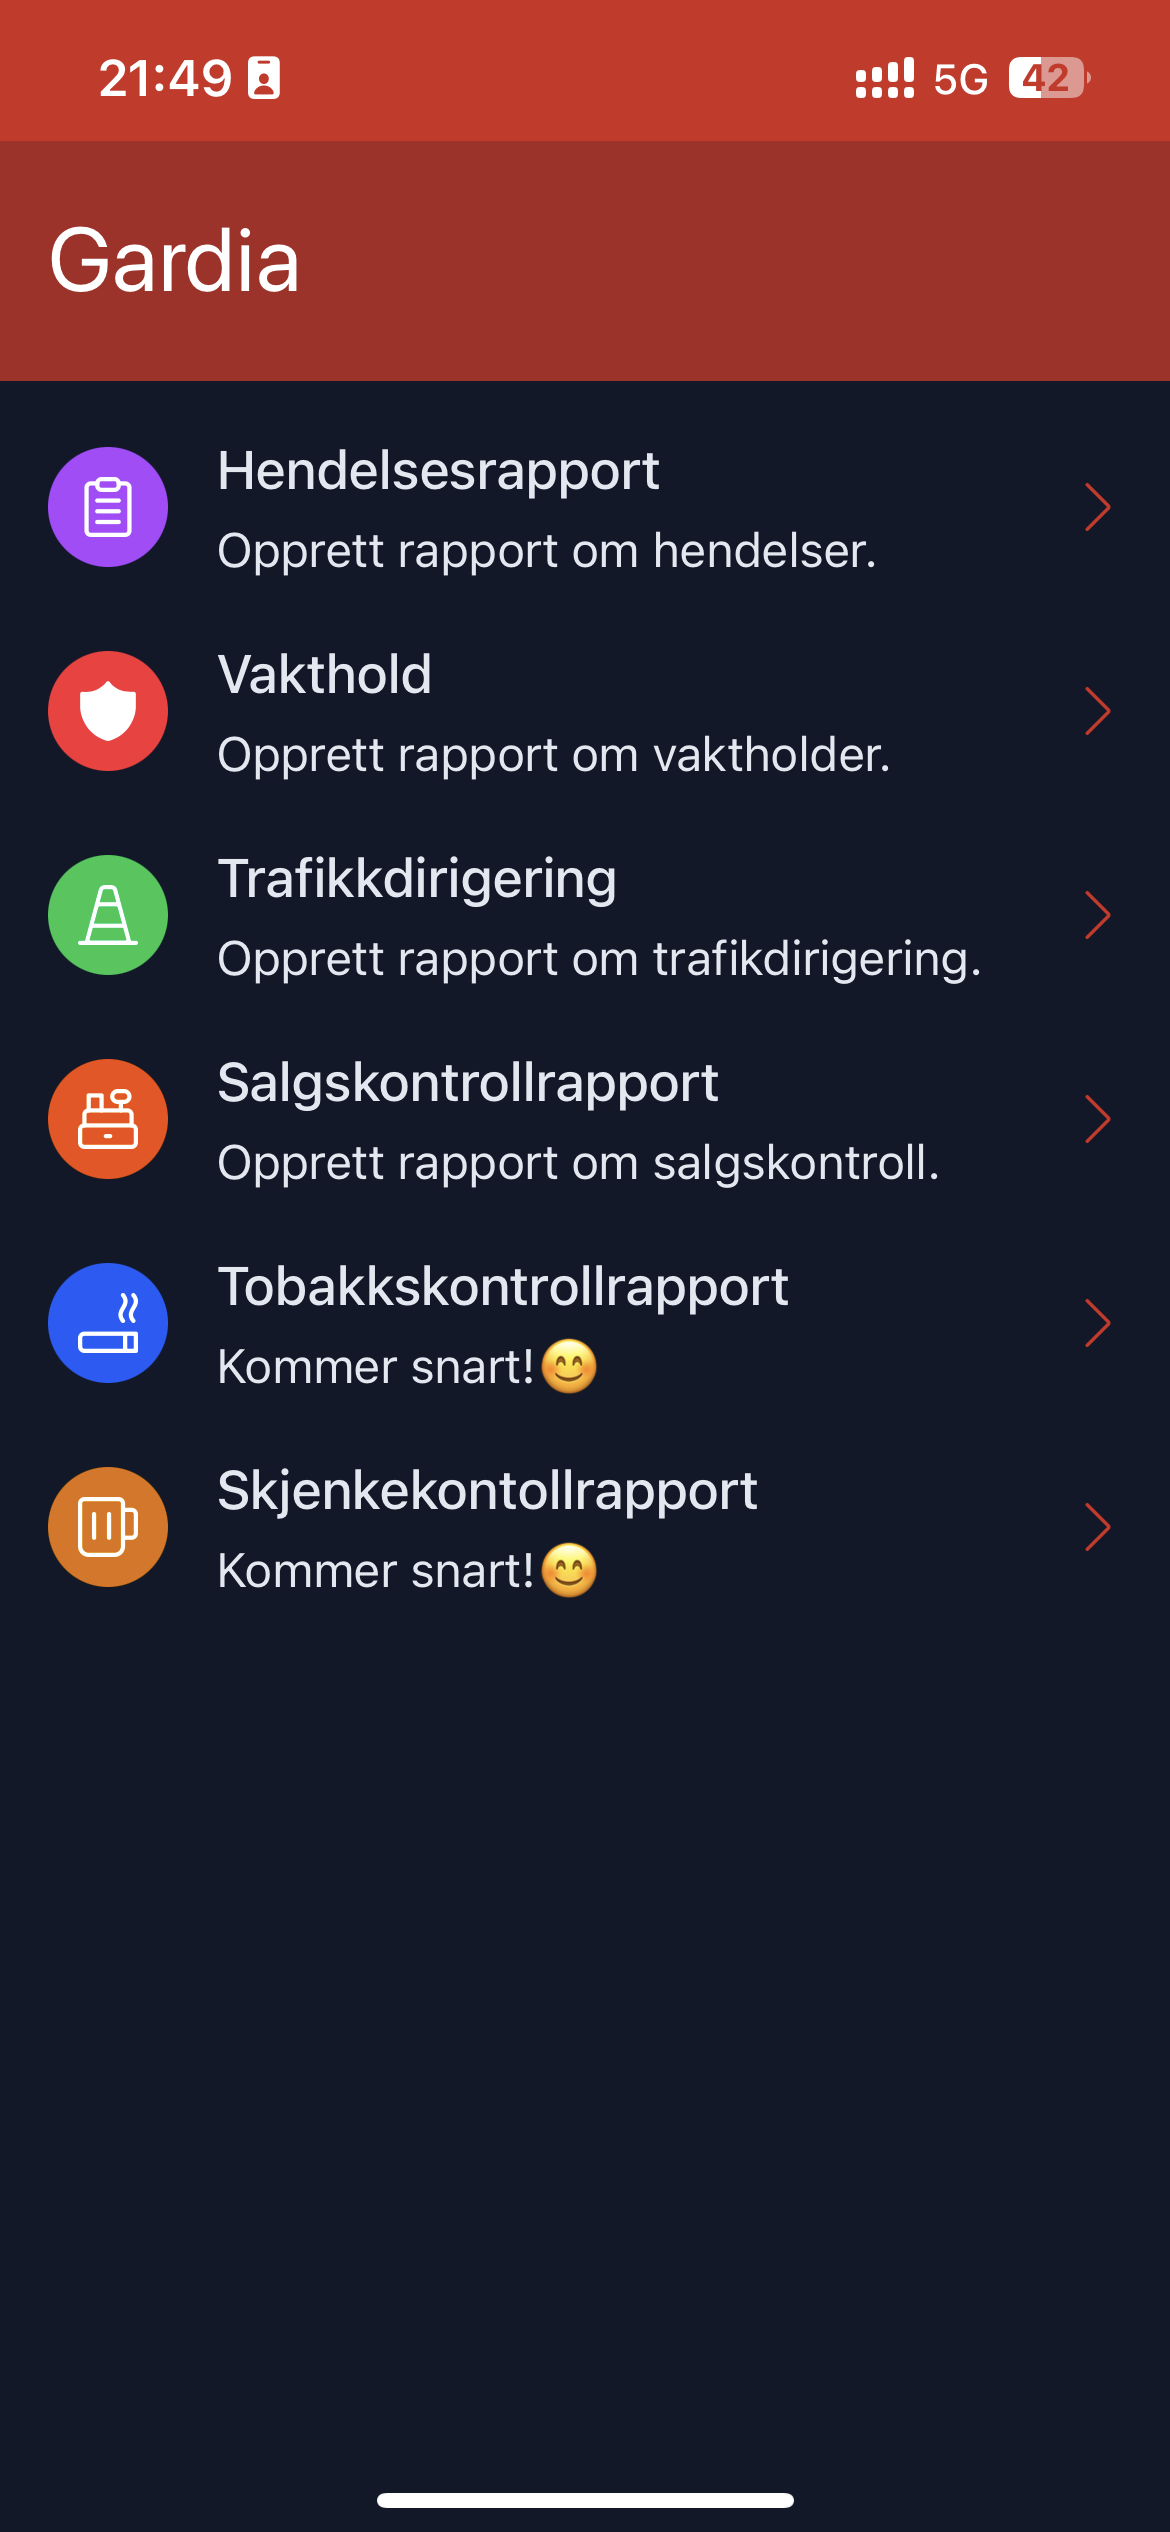 21:49
5G 42
Gardia
Hendelsesrapport
Opprett rapport om hendelser.
Vakthold
Opprett rapport om vaktholder.
Trafikkdirigering
Opprett rapport om trafikdirigering.
Salgskontrollrapport
Opprett rapport om salgskontroll.
Tobakkskontrollrapport
Kommer snart!😊
Skjenkekontollrapport
Kommer snart!😊